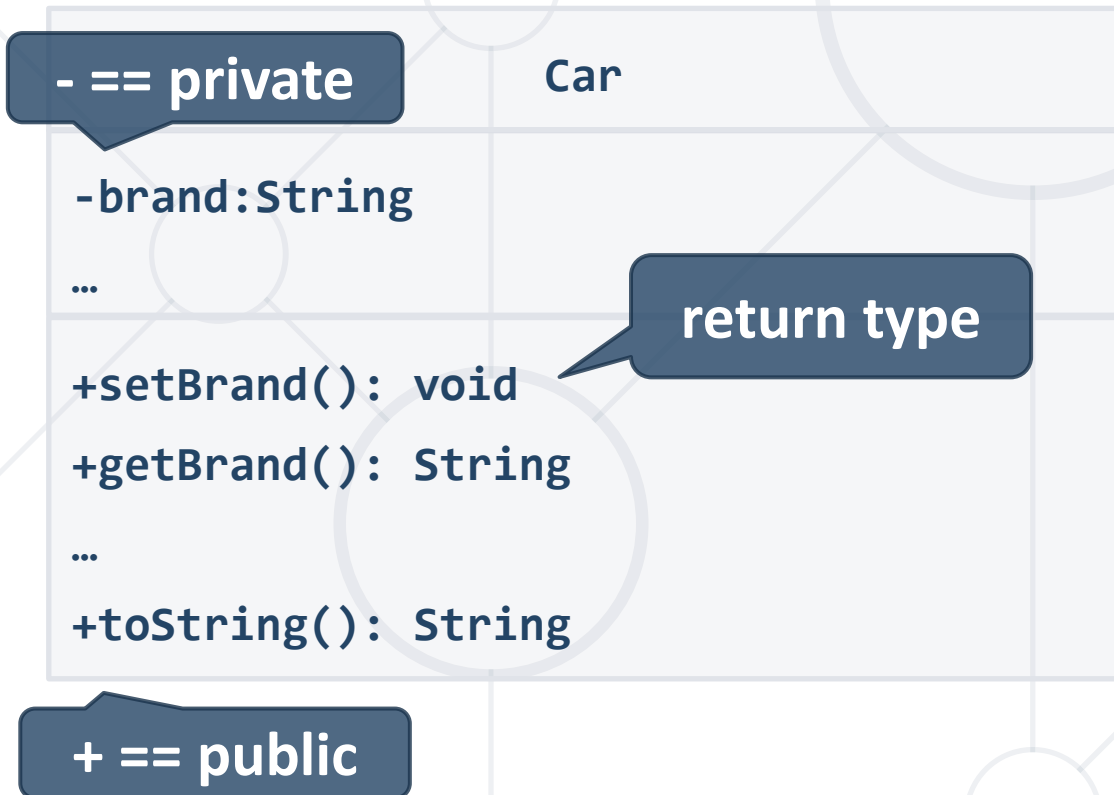 - == private
Car
-brand:String
…
return type
+setBrand(): void
+getBrand(): String
…
+toString(): String
+ == public